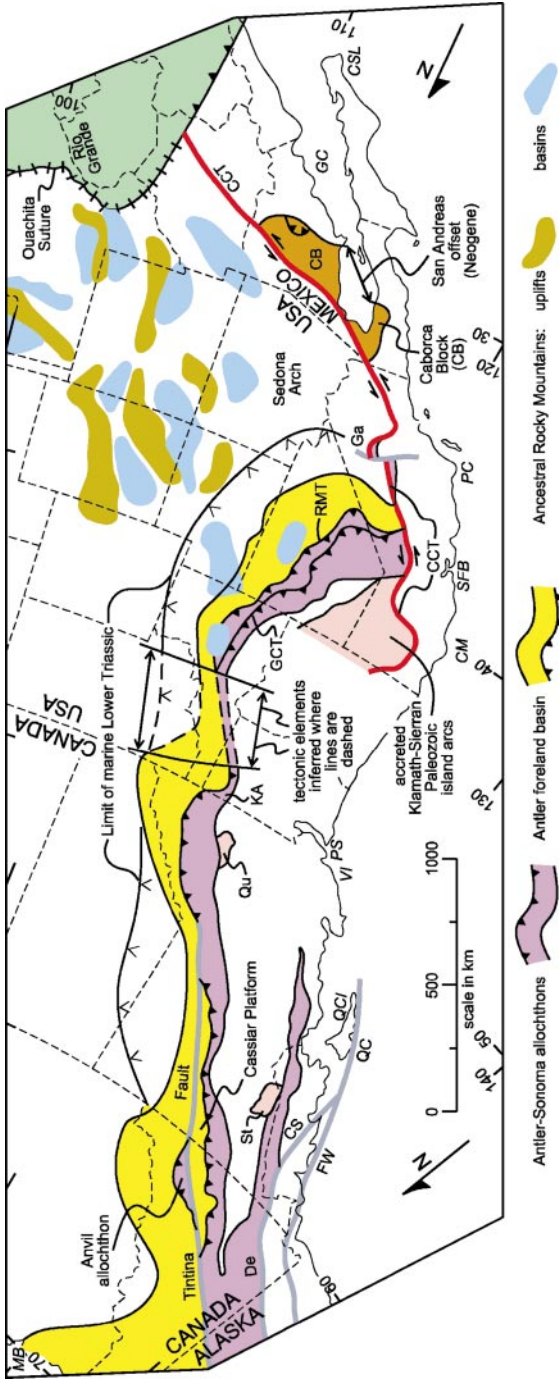 MB
70
CANADA
ALASKA
Tintina
Fault
Anvil
allochthon
Cassiar Platform
De
60
St
CS
FW
140
50
QC
QCI
Qu
VI
PS
130
KA
Limit of marine Lower Triassic
CANADA
USA
tectonic elements
inferred where
lines are
dashed
GCT
RMT
accreted
Klamath-Sierran
Paleozoic
island arcs
40
CM
CCT
SFB
PC
Ga
Sedona
Arch
120
30
Caborca
Block (CB)
San Andreas
offset
(Neogene)
USA
MEXICO
CB
CCT
GC
CSL
110
Ouachita
Suture
Rio
Grande
100
N
N
0
500
1000
scale in km
Antler-Sonoma allochthons
Antler foreland basin
Ancestral Rocky Mountains:
uplifts
basins